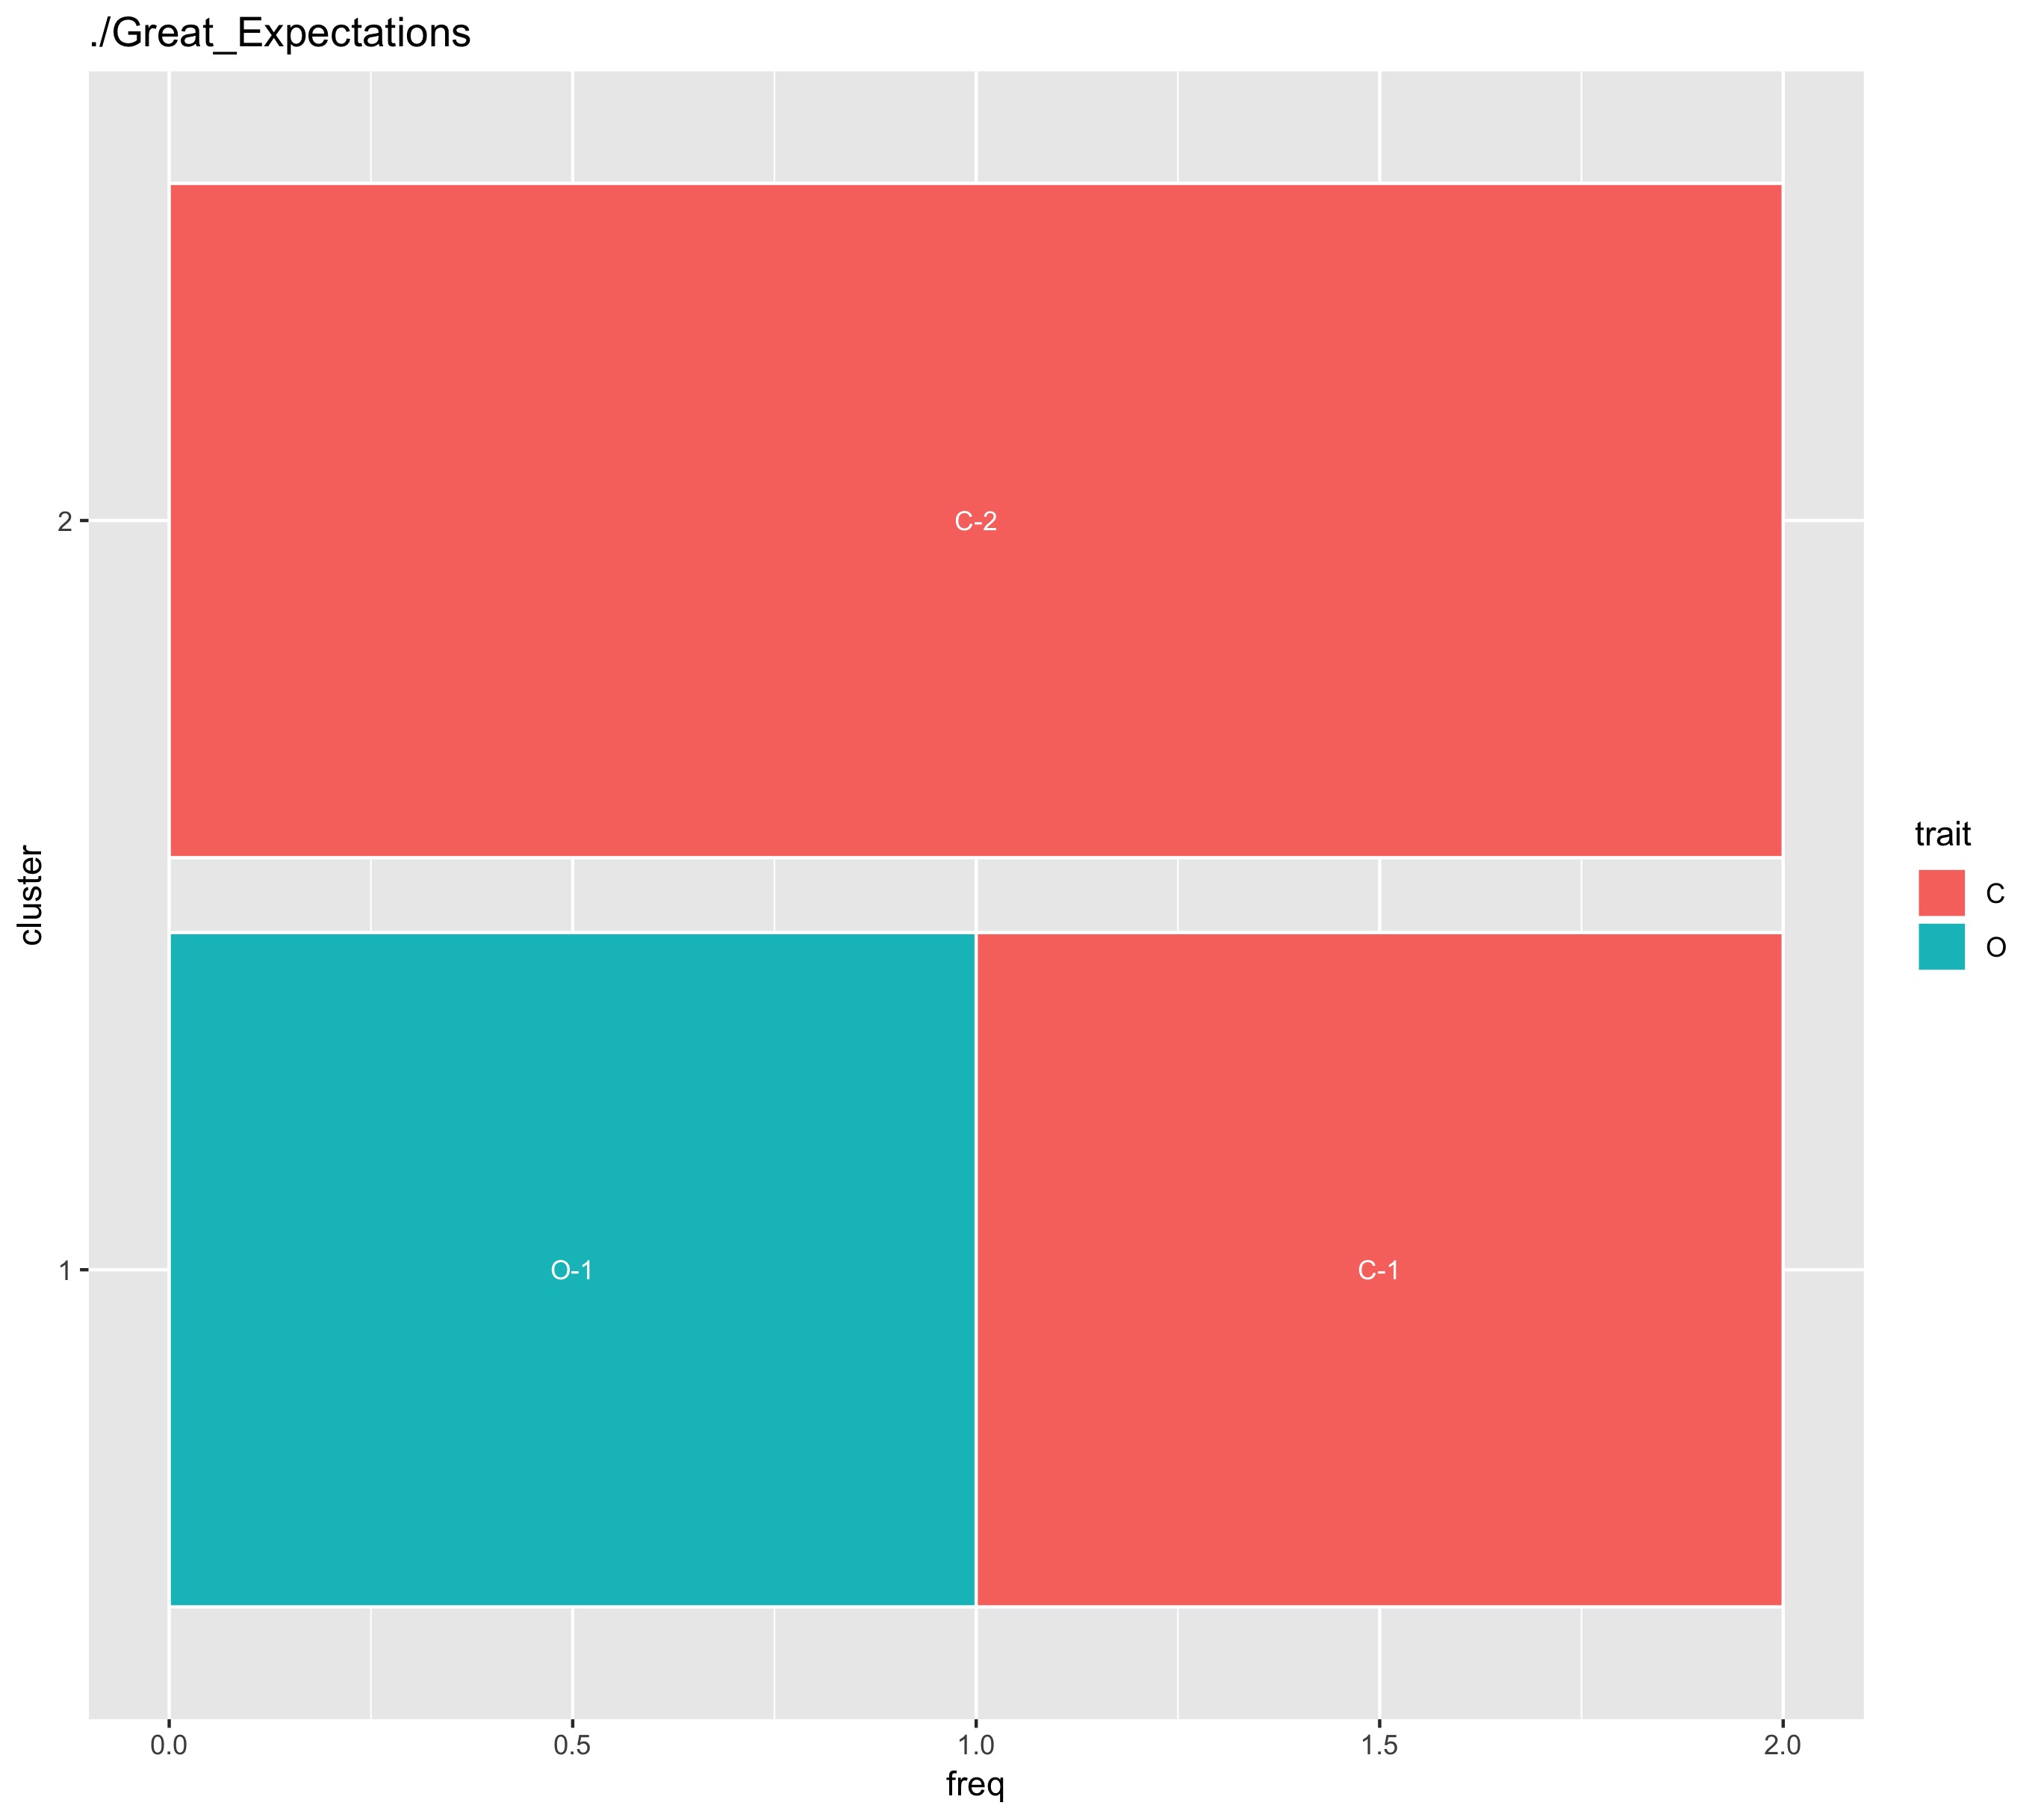 ./Great_Expectations
C-2
2
cluster
trait
C
O
O-1
C-1
1
0.0
0.5
1.0
1.5
2.0
freq